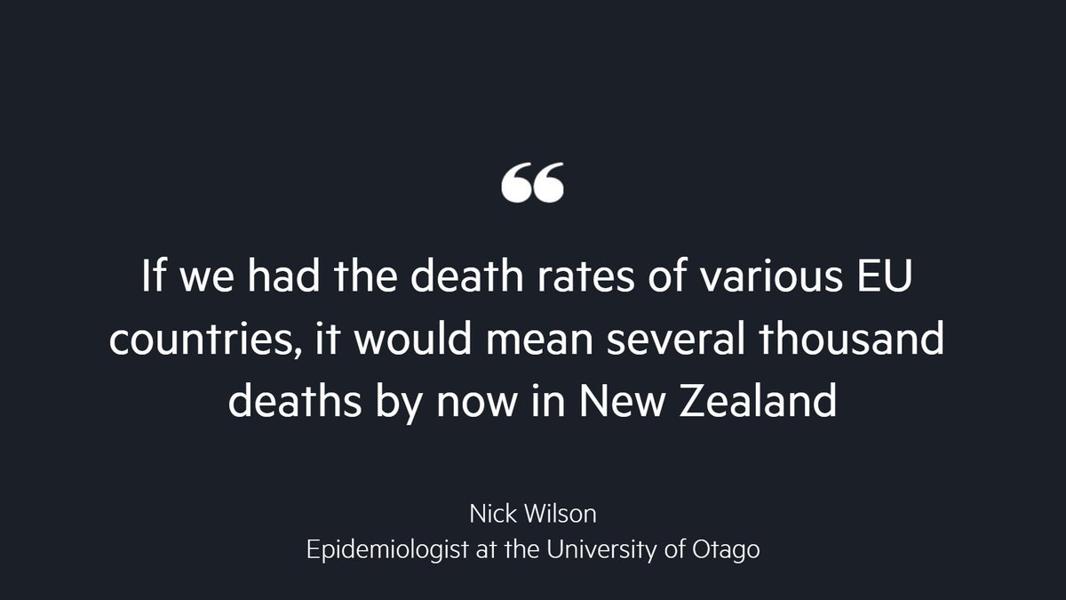 “
If we had the death rates of various EU
countries, it would mean several thousand
deaths by now in New Zealand
Nick Wilson
Epidemiologist at the University of Otago